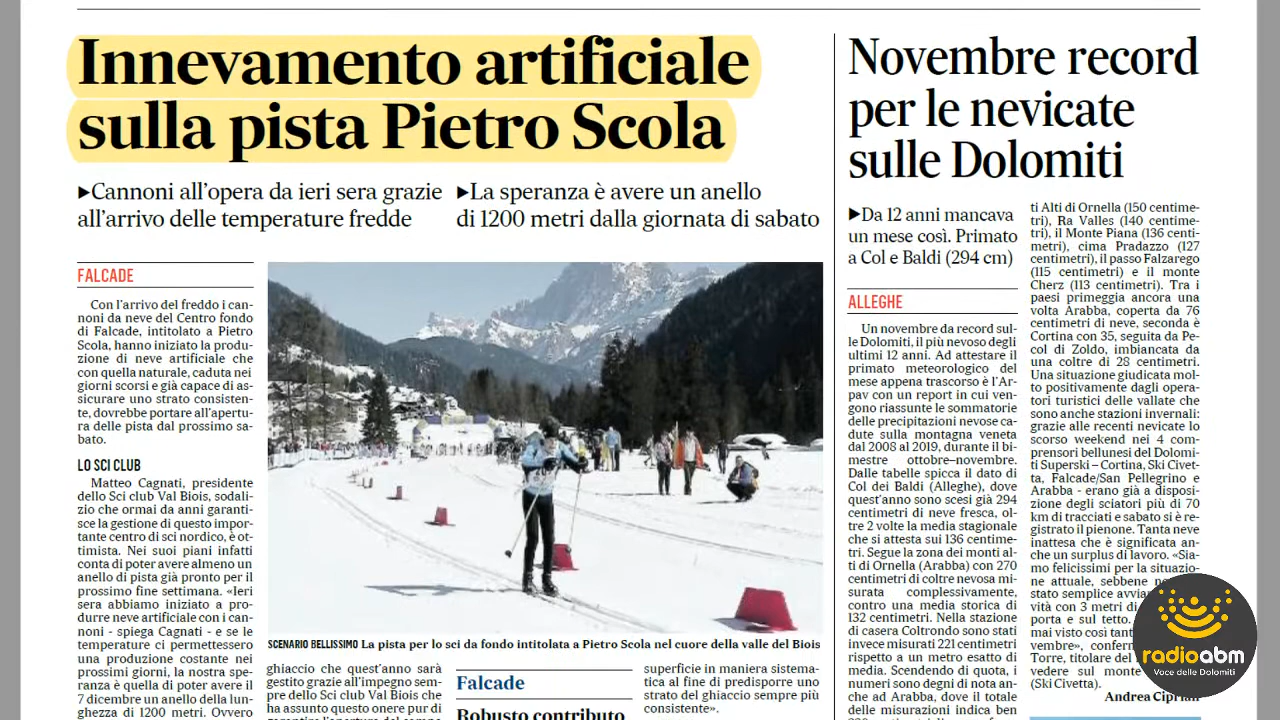 Innevamento artificiale
sulla pista Pietro Scola
▶Cannoni all'opera da ieri sera grazie
all'arrivo delle temperature fredde
▶La speranza è avere un anello
di 1200 metri dalla giornata di sabato
FALCADE
Con l'arrivo del freddo i can-
noni da neve del Centro fondo
di Falcade, intitolato a Pietro
Scola, hanno iniziato la produ-
zione di neve artificiale che
con quella naturale, caduta nei
giorni scorsi e già capace di as-
sicurare uno strato consisten-
te, dovrebbe portare all'apertu-
ra delle pista dal prossimo sa-
bato.
LO SCI CLUB
Matteo Cagnati, presidente
dello Sci club Val Biois, sodali-
zio che ormai da anni garanti-
sce la gestione di questo impor-
tante centro di sci nordico, è ot-
timista. Nei suoi piani infatti
conta di poter avere almeno un
anello di pista già pronto per il
prossimo fine settimana. «Ieri
sera abbiamo iniziato a pro-
durre neve artificiale con i can-
noni - spiega Cagnati - e se le
temperature ci permettessero
una produzione costante nei
prossimi giorni, la nostra spe-
ranza è quella di poter avere il
7 dicembre un anello della lun-
ghezza di 1200 metri. Ovvero
SCENARIO BELLISSIMO La pista per lo sci da fondo intitolata a Pietro Scola nel cuore della valle del Biois
ghiaccio che quest'anno sarà
gestito grazie all'impegno sem-
pre dello Sci club Val Biois che
ha assunto questo onere pur di
Falcade
Robusto contributo
superficie in maniera sistema-
tica al fine di predisporre uno
strato del ghiaccio sempre più
consistente».
Novembre record
per le nevicate
sulle Dolomiti
▶Da 12 anni mancava
un mese così. Primato
a Col e Baldi (294 cm)
ALLEGHE
Un novembre da record sul-
le Dolomiti, il più nevoso degli
ultimi 12 anni. Ad attestare il
primato meteorologico del
mese appena trascorso è l'Ar-
pav con un report in cui ven-
gono riassunte le sommatorie
delle precipitazioni nevose ca-
dute sulla montagna veneta
dal 2008 al 2019, durante il bi-
mestre ottobre–novembre.
Dalle tabelle spicca il dato di
Col dei Baldi (Alleghe), dove
quest'anno sono scesi già 294
centimetri di neve fresca, ol-
tre 2 volte la media stagionale
che si attesta sui 136 centime-
tri. Segue la zona dei monti al-
ti di Ornella (Arabba) con 270
centimetri di coltre nevosa mi-
surata complessivamente,
contro una media storica di
132 centimetri. Nella stazione
di casera Coltrondo sono stati
invece misurati 221 centimetri
rispetto a un metro esatto di
media. Scendendo di quota, i
numeri sono degni di nota an-
che ad Arabba, dove il totale
delle misurazioni indica ben
ti Alti di Ornella (150 centime-
tri), Ra Valles (140 centime-
tri), il Monte Piana (136 centi-
metri), cima Pradazzo (127
centimetri), il passo Falzarego
(115 centimetri) e il monte
Cherz (113 centimetri). Tra i
paesi primeggia ancora una
volta Arabba, coperta da 76
centimetri di neve, seconda è
Cortina con 35, seguita da Pe-
col di Zoldo, imbiancata da
una coltre di 28 centimetri.
Una situazione giudicata mol-
to positivamente dagli opera-
tori turistici delle vallate che
sono anche stazioni invernali:
grazie alle recenti nevicate lo
scorso weekend nei 4 com-
prensori bellunesi del Dolomi-
ti Superski – Cortina, Ski Civet-
ta, Falcade/San Pellegrino e
Arabba - erano già a disposi-
zione degli sciatori più di 70
km di tracciati e sabato si è re-
gistrato il pienone. Tanta neve
inattesa che è significata an-
che un surplus di lavoro. «Sia-
mo felicissimi per la situazio-
ne attuale, sebbene
stato semplice
vità con 3 metri di
porta e sul tetto.
mai visto così
vembre»,
Torre, titolare del
vedere sul monte
(Ski Civetta).
Andrea
radioabm
Voce delle Dolomiti